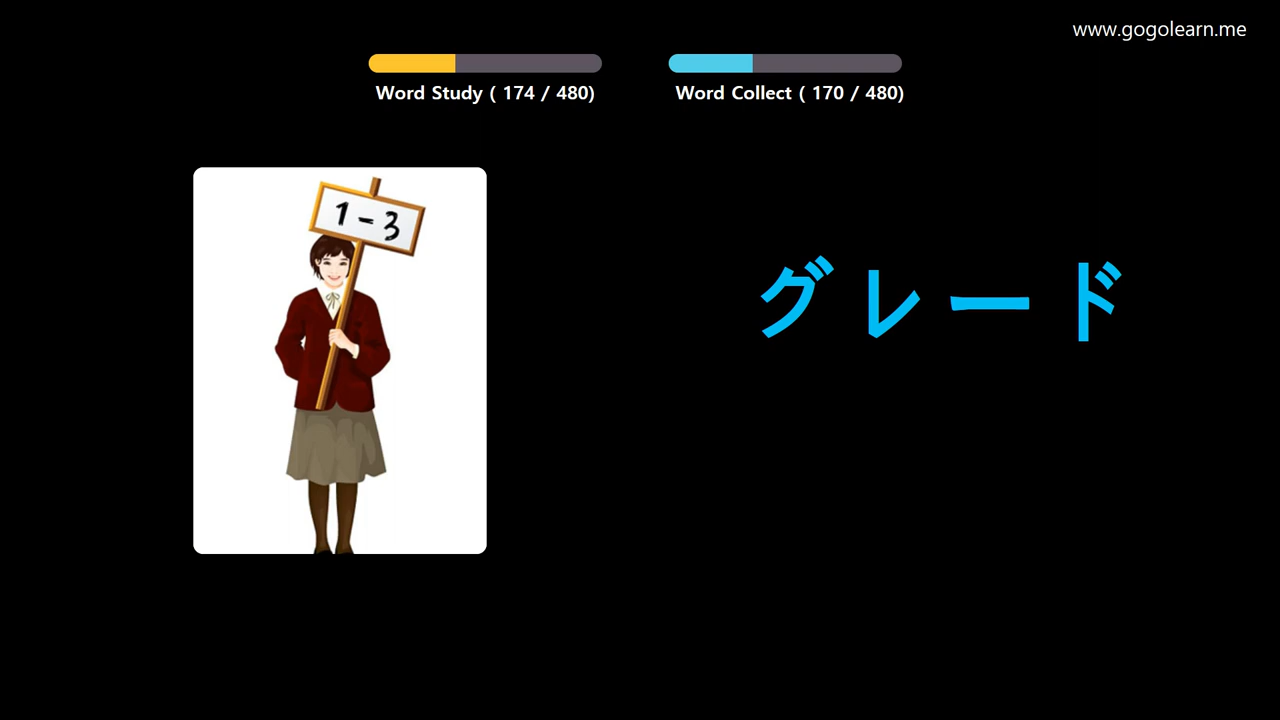 www.gogolearn.me
Word Study ( 174 / 480)
Word Collect ( 170 / 480)
1 - 3
グレード